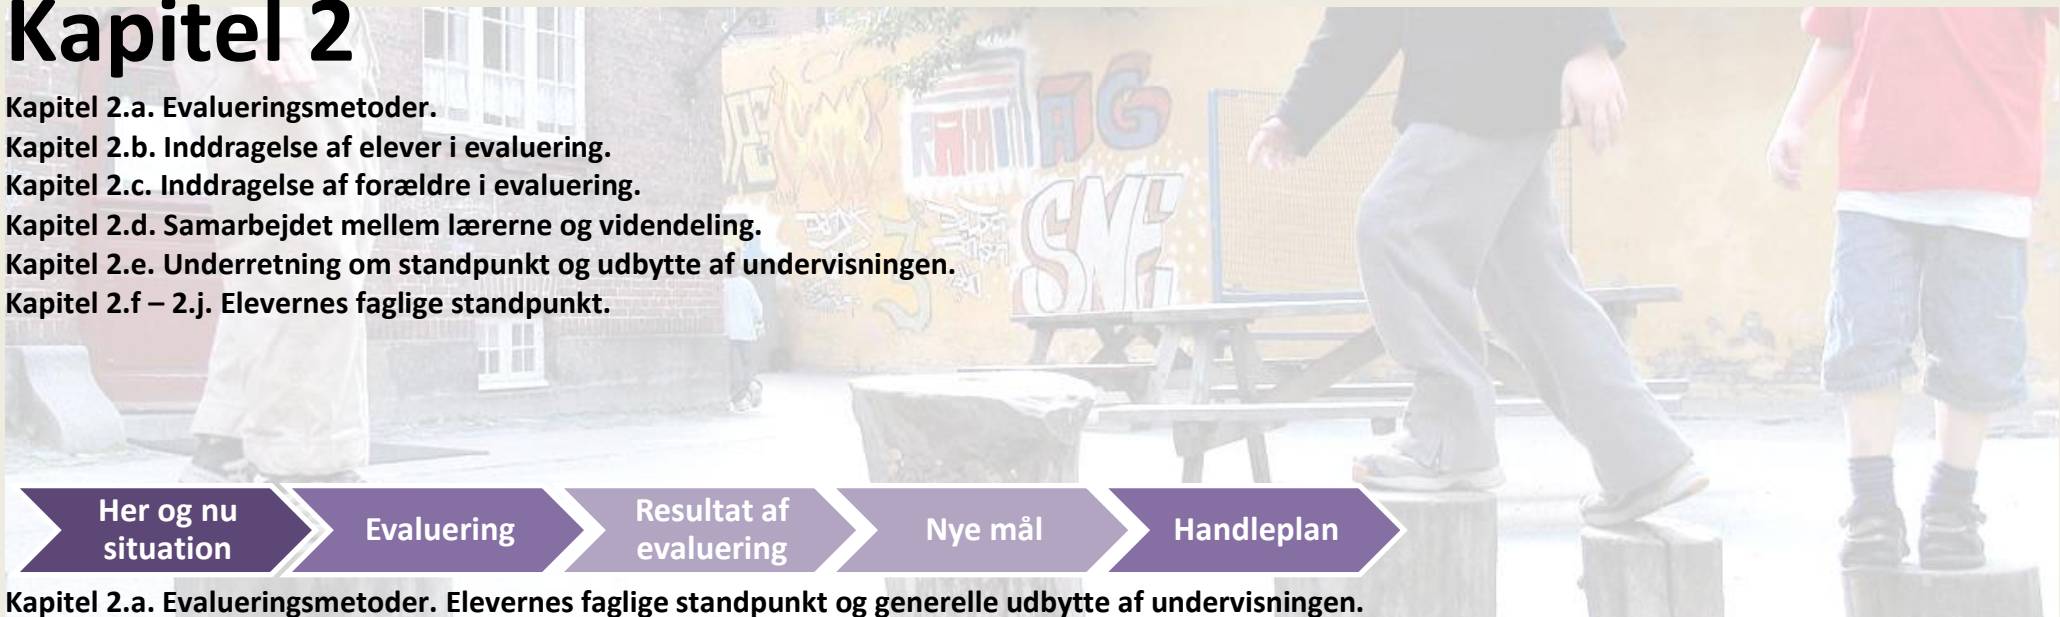 Kapitel 2
Kapitel 2.a. Evalueringsmetoder.
Kapitel 2.b. Inddragelse af elever i evaluering.
Kapitel 2.c. Inddragelse af forældre i evaluering.
Kapitel 2.d. Samarbejdet mellem lærerne og videndeling.
Kapitel 2.e. Underretning om standpunkt og udbytte af undervisningen.
Kapitel 2.f – 2.j. Elevernes faglige standpunkt.
Her og nu
situation
Evaluering
Resultat af
evaluering
Nye mål
Handleplan
Kapitel 2.a. Evalueringsmetoder. Elevernes faglige standpunkt og generelle udbytte af undervisningen.